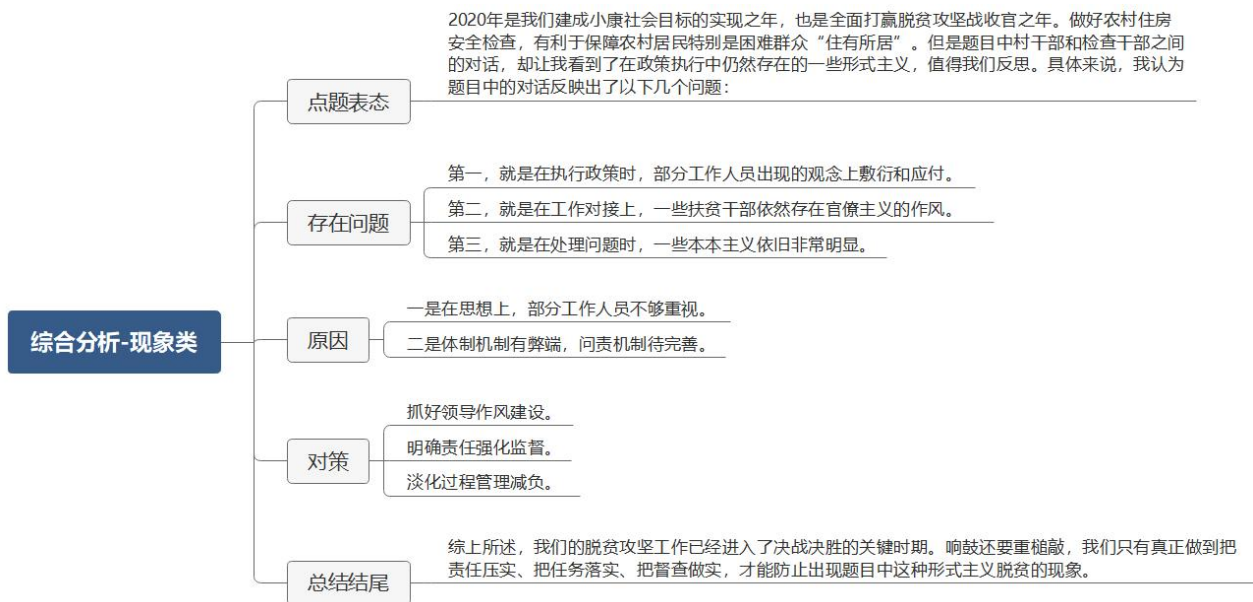 综合分析-现象类
点题表态
2020年是我们建成小康社会目标的实现之年，也是全面打赢脱贫攻坚战收官之年。做好农村住房
安全检查，有利于保障农村居民特别是困难群众“住有所居”。但是题目中村干部和检查干部之间
的对话，却让我看到了在政策执行中仍然存在的一些形式主义，值得我们反思。具体来说，我认为
题目中的对话反映出了以下几个问题：
存在问题
第一，就是在执行政策时，部分工作人员出现的观念上敷衍和应付。
第二，就是在工作对接上，一些扶贫干部依然存在官僚主义的作风。
第三，就是在处理问题时，一些本本主义依旧非常明显。
原因
一是在思想上，部分工作人员不够重视。
二是体制机制有弊端，问责机制待完善。
对策
抓好领导作风建设。
明确责任强化监督。
淡化过程管理减负。
总结结尾
综上所述，我们的脱贫攻坚工作已经进入了决战决胜的关键时期。响鼓还要重槌敲，我们只有真正做到把
责任压实、把任务落实、把督查做实，才能防止出现题目中这种形式主义脱贫的现象。